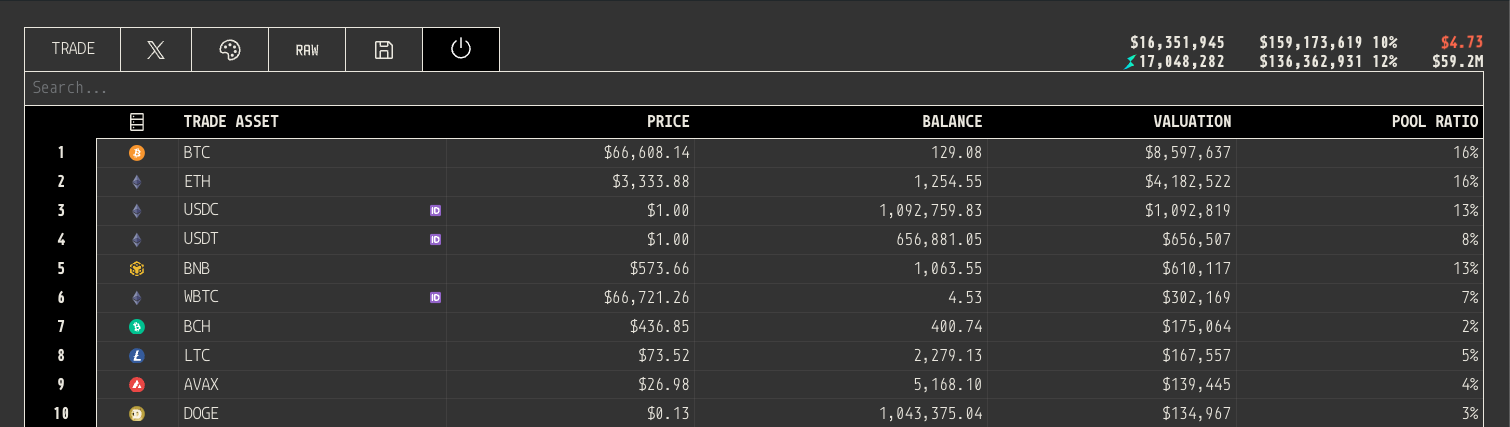 TRADE RAW $16,351,945 $159,173,619 10% $4.73
17,048,282 $136,362,931 12% $59.2M
Search...
TRADE ASSET PRICE BALANCE VALUATION POOL RATIO
1 BTC $66,608.14 129.08 $8,597,637 16%
2 ETH $3,333.88 1,254.55 $4,182,522 16%
3 USDC ID $1.00 1,092,759.83 $1,092,819 13%
4 USDT ID $1.00 656,881.05 $656,507 8%
5 BNB $573.66 1,063.55 $610,117 13%
6 WBTC ID $66,721.26 4.53 $302,169 7%
7 BCH $436.85 400.74 $175,064 2%
8 LTC $73.52 2,279.13 $167,557 5%
9 AVAX $26.98 5,168.10 $139,445 4%
10 DOGE $0.13 1,043,375.04 $134,967 3%